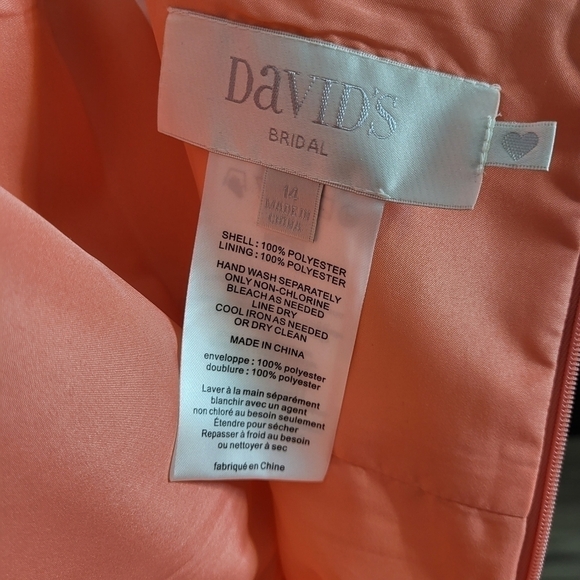 DaVID'S
BRIDAL
14
MADE IN
CHINA
SHELL : 100% POLYESTER
LINING : 100% POLYESTER
HAND WASH SEPARATELY
ONLY NON-CHLORINE
BLEACH AS NEEDED
LINE DRY
COOL IRON AS NEEDED
OR DRY CLEAN
MADE IN CHINA
enveloppe : 100% polyester
doublure : 100% polyester
Laver à la main séparément
blanchir avec un agent
non chloré au besoin seulement
Étendre pour sécher
Repasser à froid au besoin
ou nettoyer à sec
fabriqué en Chine